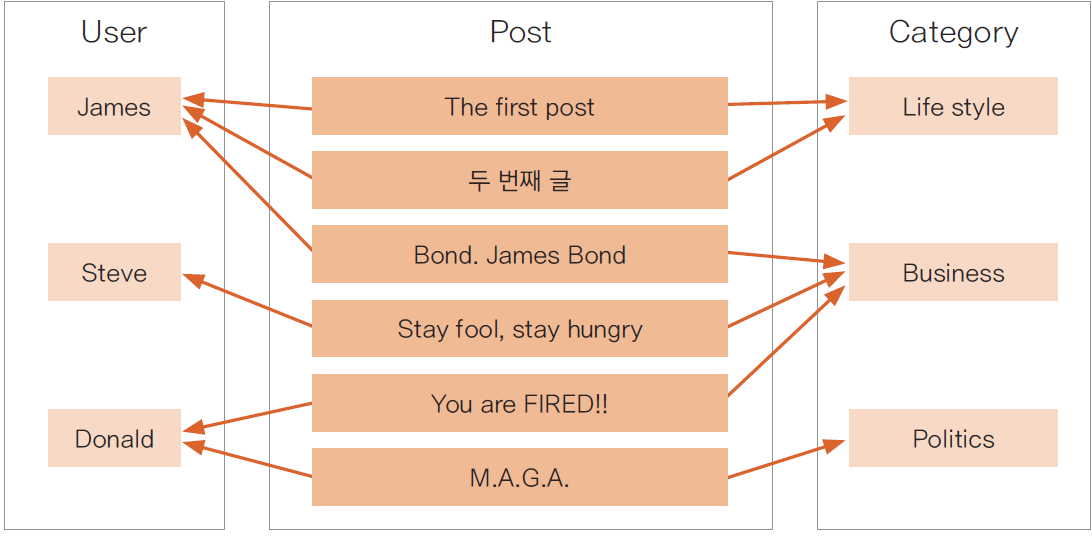 User
James
Steve
Donald
Post
The first post
두 번째 글
Bond. James Bond
Stay fool, stay hungry
You are FIRED!!
M.A.G.A.
Category
Life style
Business
Politics